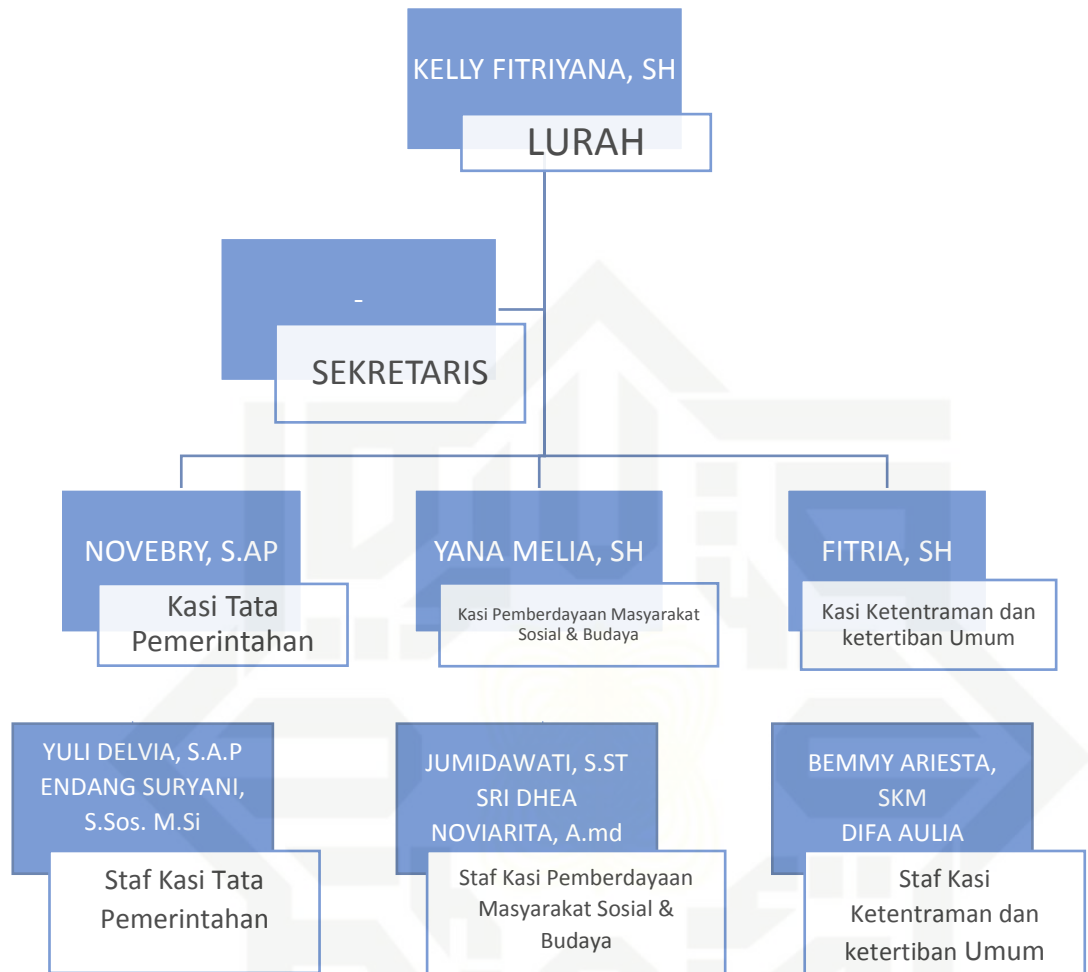 KELLY FITRIYANA, SH
LURAH
-
SEKRETARIS
NOVEBRY, S.AP
Kasi Tata
Pemerintahan
YANA MELIA, SH
Kasi Pemberdayaan Masyarakat
Sosial & Budaya
FITRIA, SH
Kasi Ketentraman dan
ketertiban Umum
YULI DELVIA, S.A.P
ENDANG SURYANI,
S.Sos. M.Si
Staf Kasi Tata
Pemerintahan
JUMIDAWATI, S.ST
SRI DHEA
NOVIARITA, A.md
Staf Kasi Pemberdayaan
Masyarakat Sosial &
Budaya
BEMMY ARIESTA,
SKM
DIFA AULIA
Staf Kasi
Ketentraman dan
ketertiban Umum